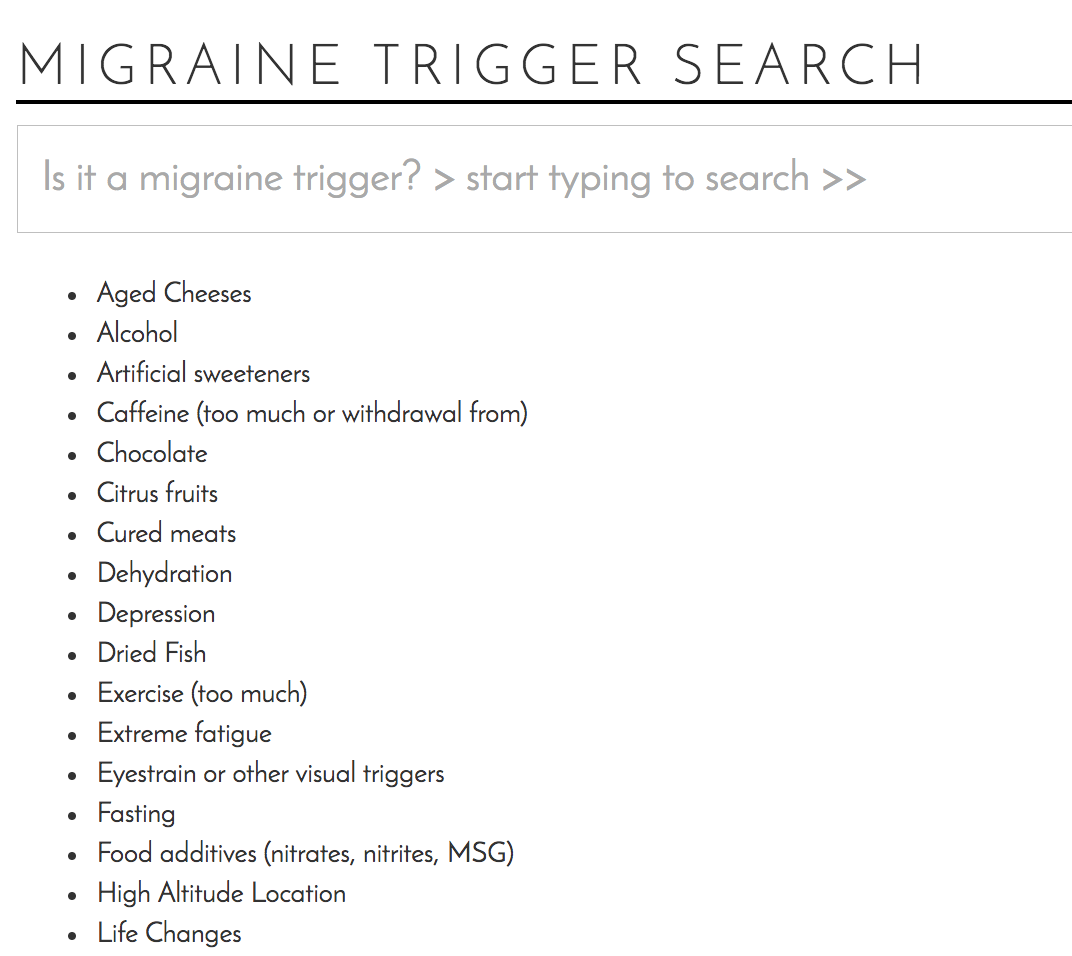 MIGRAINE TRIGGER SEARCH
Is it a migraine trigger? > start typing to search >>
Aged Cheeses
Alcohol
Artificial sweeteners
Caffeine (too much or withdrawal from)
Chocolate
Citrus fruits
Cured meats
Dehydration
Depression
Dried Fish
Exercise (too much)
Extreme fatigue
Eyestrain or other visual triggers
Fasting
Food additives (nitrates, nitrites, MSG)
High Altitude Location
Life Changes